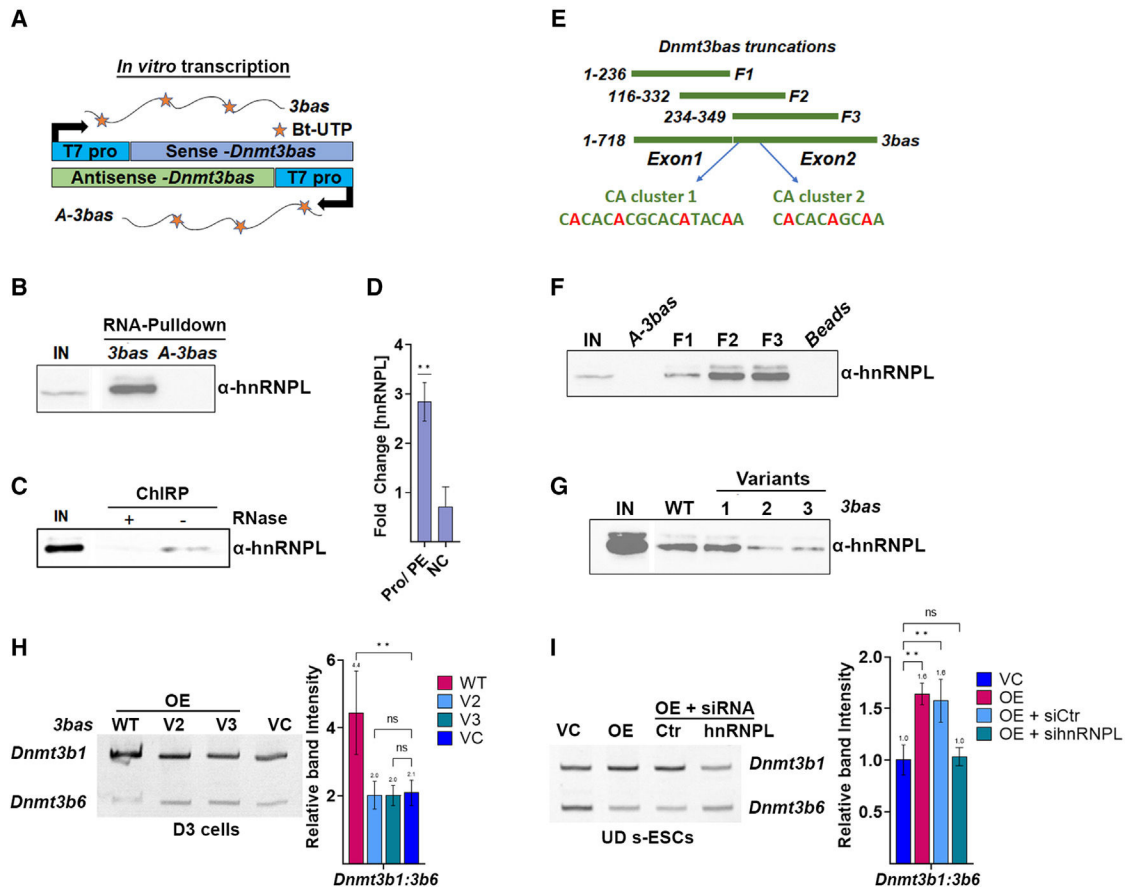 A
In vitro transcription
3bas
Bt-UTP
T7 pro
Sense -Dnmt3bas
Antisense -Dnmt3bas
T7 pro
A-3bas
E
Dnmt3bas truncations
1-236
F1
116-332
F2
234-349
F3
1-718
3bas
Exon1
Exon2
CA cluster 1
CA cluster 2
CACACACGCACATACAA
CACACAGCAA
B
RNA-Pulldown
IN
3bas
A-3bas
α-hnRNPL
C
ChIRP
IN
+
-
RNase
α-hnRNPL
D
Fold Change [hnRNPL]
4
3
2
1
**
Pro/ PE
NC
F
IN
A-3bas
F1
F2
F3
Beads
α-hnRNPL
G
Variants
IN
WT
1
2
3
3bas
α-hnRNPL
H
OE
3bas
WT
V2
V3
VC
Dnmt3b1
Dnmt3b6
D3 cells
Relative band Intensity
6
4
2
**
ns
ns
4.4
2.0
2.0
2.1
Dnmt3b1:3b6
WT
V2
V3
VC
I
OE + siRNA
VC
OE
Ctr
hnRNPL
Dnmt3b1
Dnmt3b6
UD s-ESCs
Relative band Intensity
2.0
1.5
1.0
0.5
ns
**
**
1.0
1.6
1.6
1.0
Dnmt3b1:3b6
VC
OE
OE + siCtr
OE + sihnRNPL